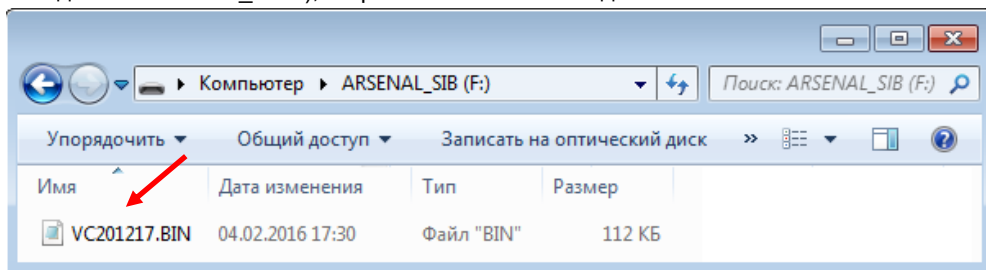 Компьютер ARSENAL_SIB (F:) Поиск: ARSENAL_SIB (F:)
Упорядочить Общий доступ Записать на оптический диск »
Имя Дата изменения Тип Размер
VC201217.BIN 04.02.2016 17:30 Файл "BIN" 112 КБ